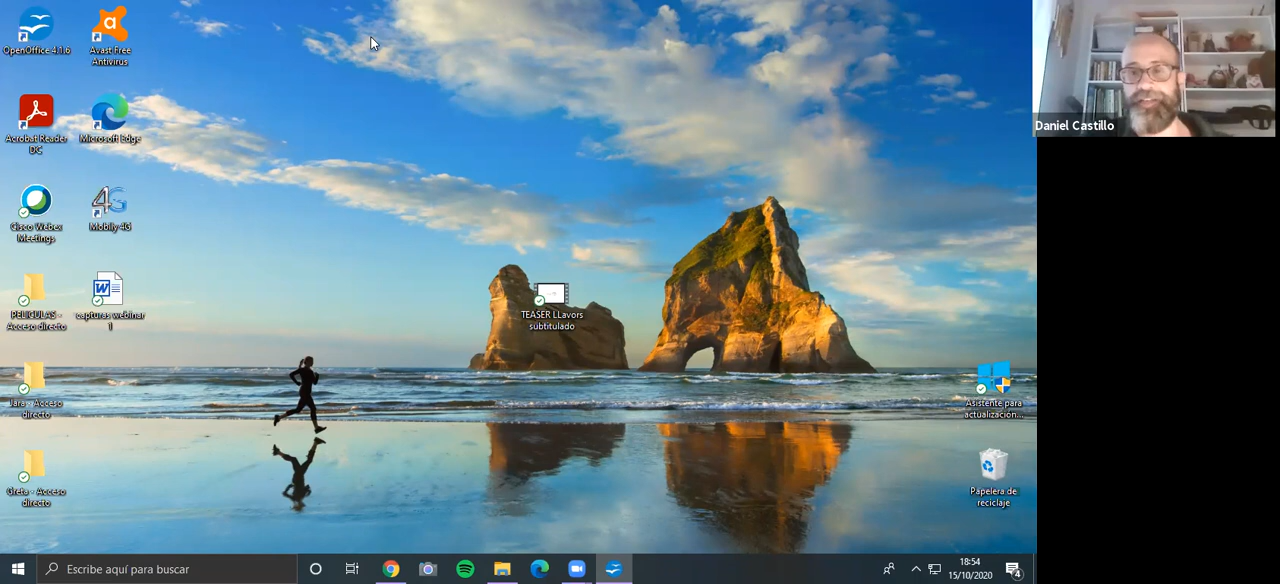 OpenOffice 4.1.6
Avast Free
Antivirus
Acrobat Reader
DC
Microsoft Edge
Cisco Webex
Meetings
Mobily 4G
PELICULAS -
Acceso directo
capturas webinar
1
Jara - Acceso
directo
Greta - Acceso
directo
TEASER LLavors
subtitulado
Asistente para
actualización...
Papelera de
reciclaje
Daniel Castillo
Escribe aquí para buscar
18:54
15/10/2020
4